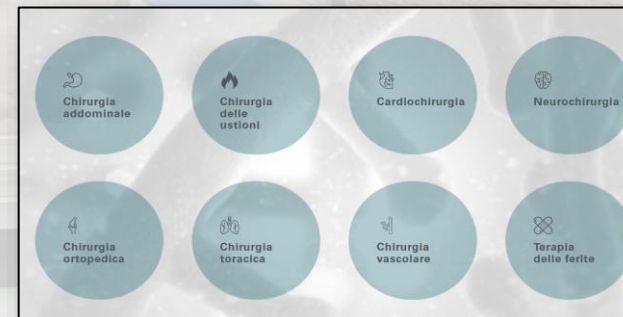 Chirurgia
addominale
Chirurgia
delle
ustioni
Cardiochirurgia
Neurochirurgia
Chirurgia
ortopedica
Chirurgia
toracica
Chirurgia
vascolare
Terapia
delle ferite